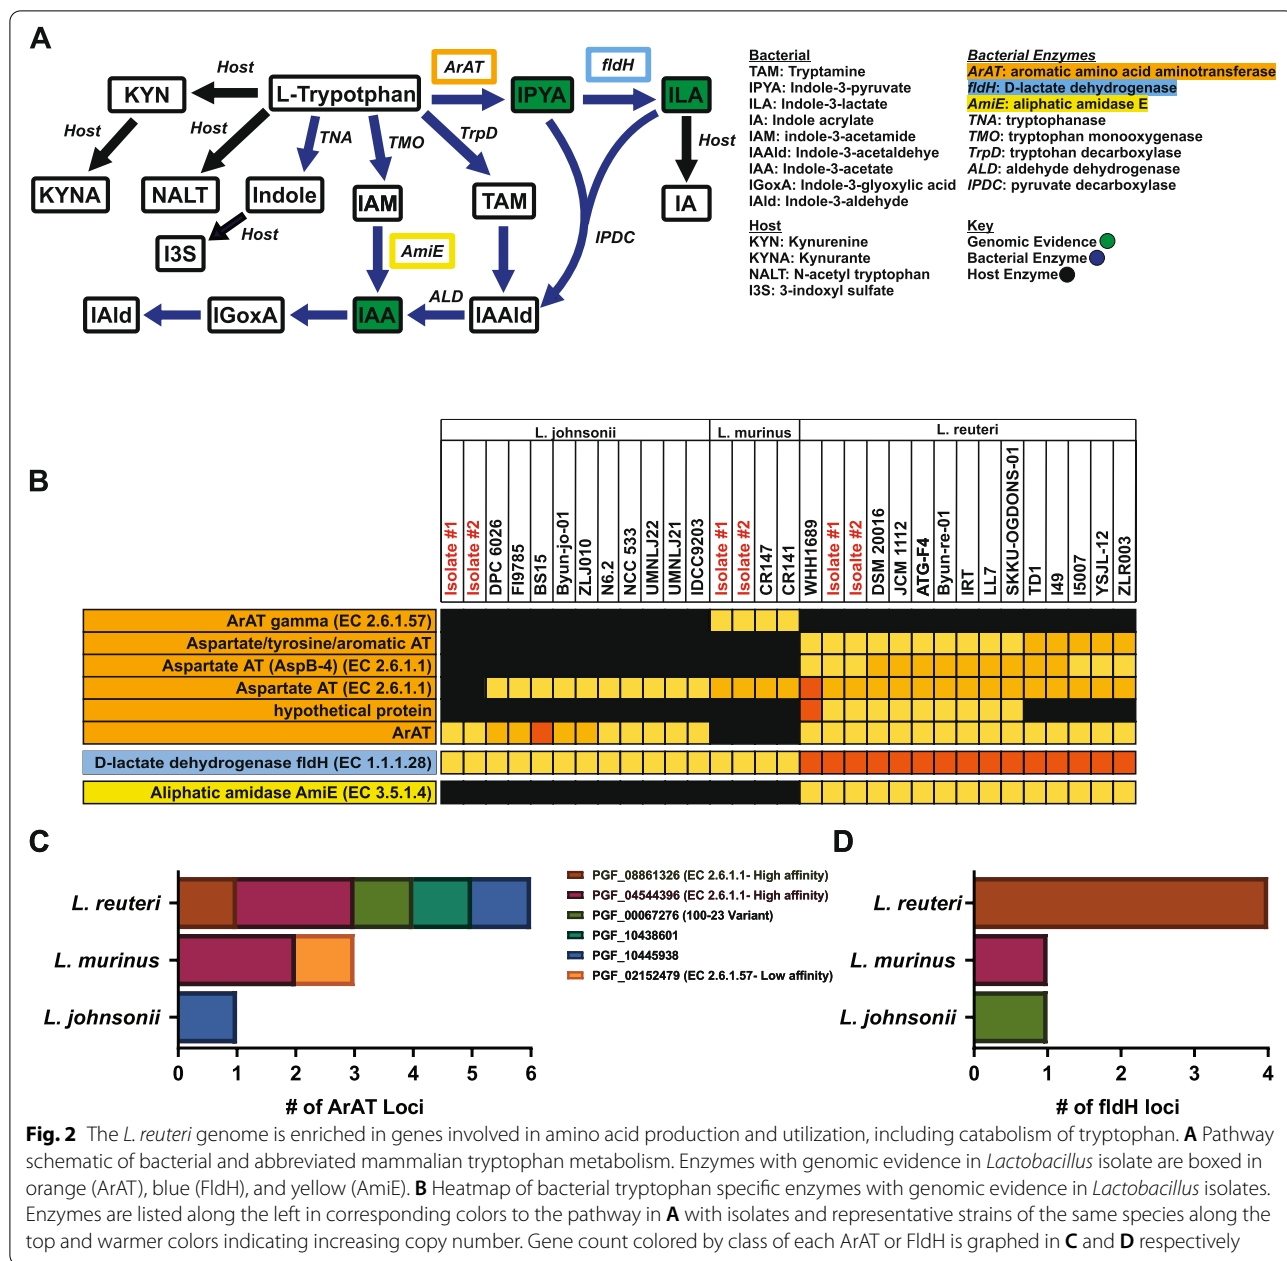 A
Host
ArAT
fldH
KYN
L-Trypotphan
IPYA
ILA
Host
Host
TNA
TMO
TrpD
Host
KYNA
NALT
Indole
IAM
TAM
IA
Host
I3S
AmiE
IPDC
ALD
IAld
IGoxA
IAA
IAAld
Bacterial
TAM: Tryptamine
IPYA: Indole-3-pyruvate
ILA: Indole-3-lactate
IA: Indole acrylate
IAM: indole-3-acetamide
IAAld: Indole-3-acetaldehye
IAA: Indole-3-acetate
IGoxA: Indole-3-glyoxylic acid
IAld: Indole-3-aldehyde
Host
KYN: Kynurenine
KYNA: Kynurante
NALT: N-acetyl tryptophan
I3S: 3-indoxyl sulfate
Bacterial Enzymes
ArAT: aromatic amino acid aminotransferase
fldH: D-lactate dehydrogenase
AmiE: aliphatic amidase E
TNA: tryptophanase
TMO: tryptophan monooxygenase
TrpD: tryptohan decarboxylase
ALD: aldehyde dehydrogenase
IPDC: pyruvate decarboxylase
Key
Genomic Evidence
Bacterial Enzyme
Host Enzyme
B
L. johnsonii
L. murinus
L. reuteri
Isolate #1
Isolate #2
DPC 6026
FI9785
BS15
Byun-jo-01
ZLJ010
N6.2
NCC 533
UMNLJ22
UMNLJ21
IDCC9203
Isolate #1
Isolate #2
CR147
CR141
WHH1689
Isolate #1
Isoalte #2
DSM 20016
JCM 1112
ATG-F4
Byun-re-01
IRT
LL7
SKKU-OGDONS-01
TD1
I49
I5007
YSJL-12
ZLR003
ArAT gamma (EC 2.6.1.57)
Aspartate/tyrosine/aromatic AT
Aspartate AT (AspB-4) (EC 2.6.1.1)
Aspartate AT (EC 2.6.1.1)
hypothetical protein
ArAT
D-lactate dehydrogenase fldH (EC 1.1.1.28)
Aliphatic amidase AmiE (EC 3.5.1.4)
C
L. reuteri
L. murinus
L. johnsonii
0 1 2 3 4 5 6
# of ArAT Loci
PGF_08861326 (EC 2.6.1.1- High affinity)
PGF_04544396 (EC 2.6.1.1- High affinity)
PGF_00067276 (100-23 Variant)
PGF_10438601
PGF_10445938
PGF_02152479 (EC 2.6.1.57- Low affinity)
D
L. reuteri
L. murinus
L. johnsonii
0 1 2 3 4
# of fldH loci
Fig. 2 The L. reuteri genome is enriched in genes involved in amino acid production and utilization, including catabolism of tryptophan. A Pathway
schematic of bacterial and abbreviated mammalian tryptophan metabolism. Enzymes with genomic evidence in Lactobacillus isolate are boxed in
orange (ArAT), blue (FldH), and yellow (AmiE). B Heatmap of bacterial tryptophan specific enzymes with genomic evidence in Lactobacillus isolates.
Enzymes are listed along the left in corresponding colors to the pathway in A with isolates and representative strains of the same species along the
top and warmer colors indicating increasing copy number. Gene count colored by class of each ArAT or FldH is graphed in C and D respectively